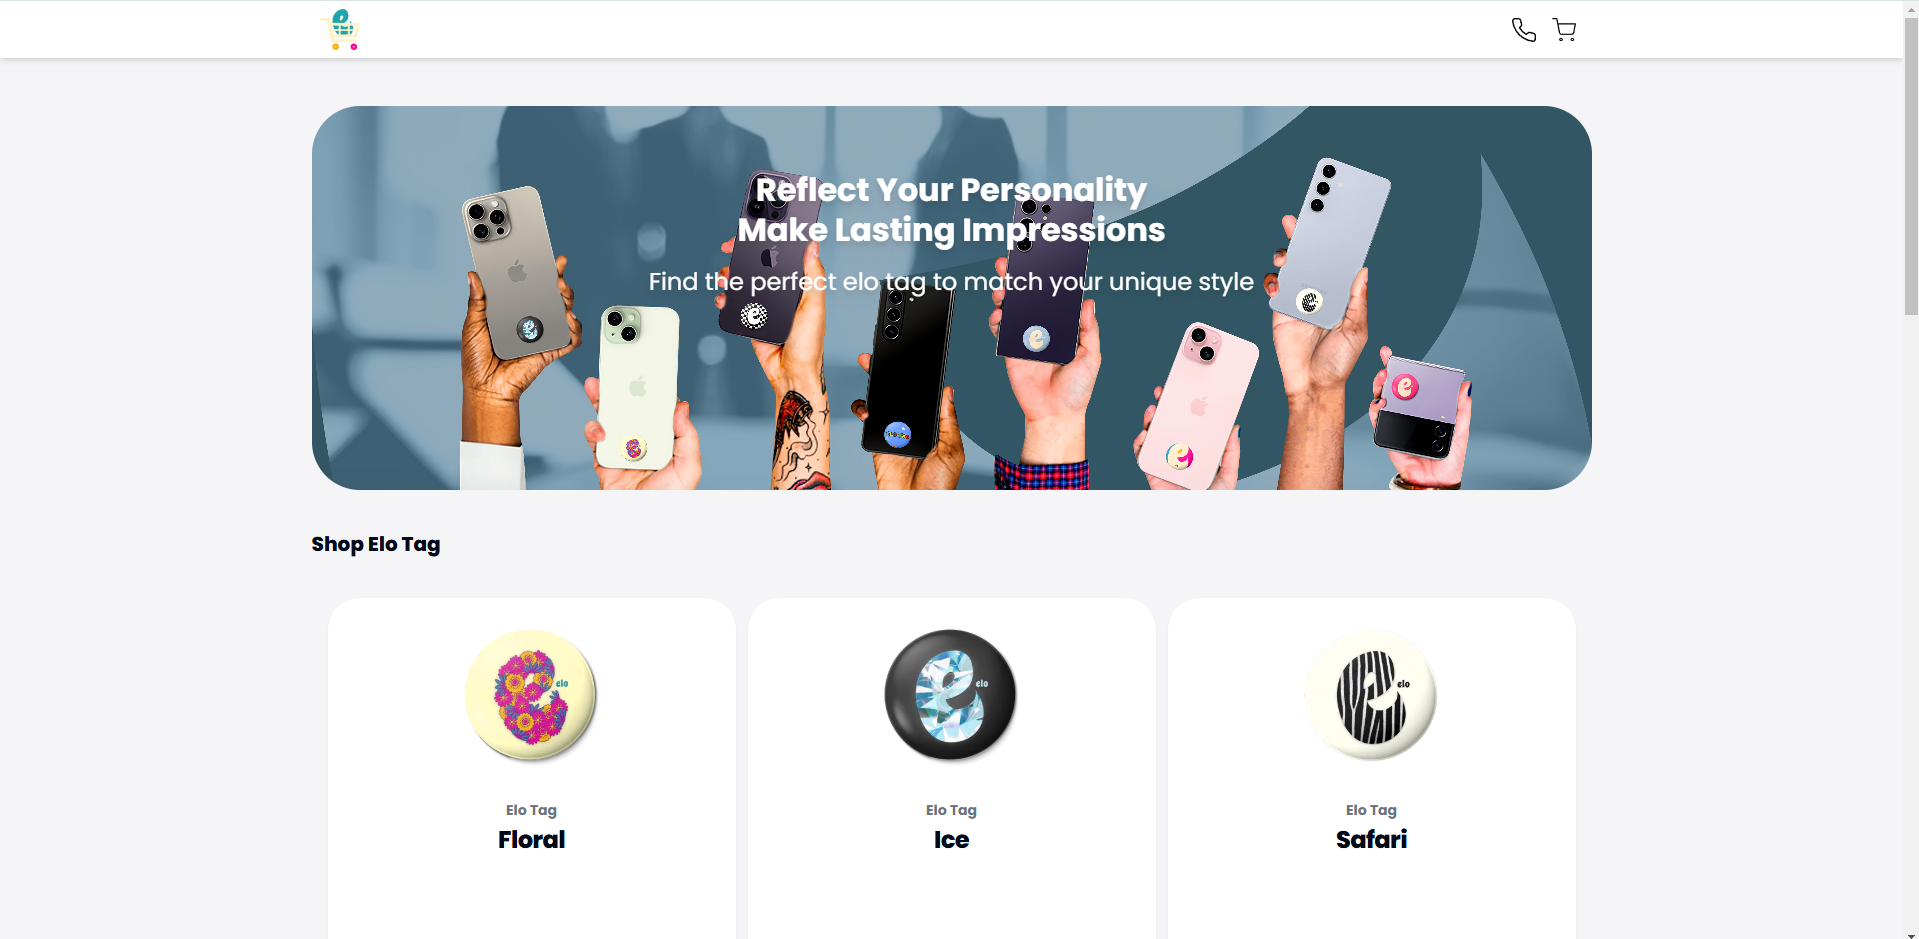 Reflect Your Personality
Make Lasting Impressions
Find the perfect elo tag to match your unique style
Shop Elo Tag
elo
elo
elo
Elo Tag
Floral
Elo Tag
Ice
Elo Tag
Safari